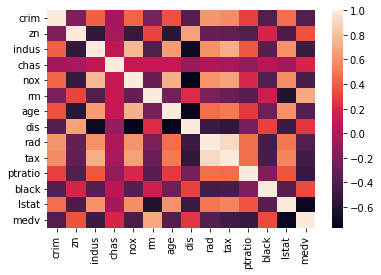 crim
zn
indus
chas
nox
rm
age
dis
rad
tax
ptratio
black
lstat
medv
crim zn indus chas nox rm age dis rad tax ptratio black lstat medv
1.0
0.8
0.6
0.4
0.2
0.0
−0.2
−0.4
−0.6